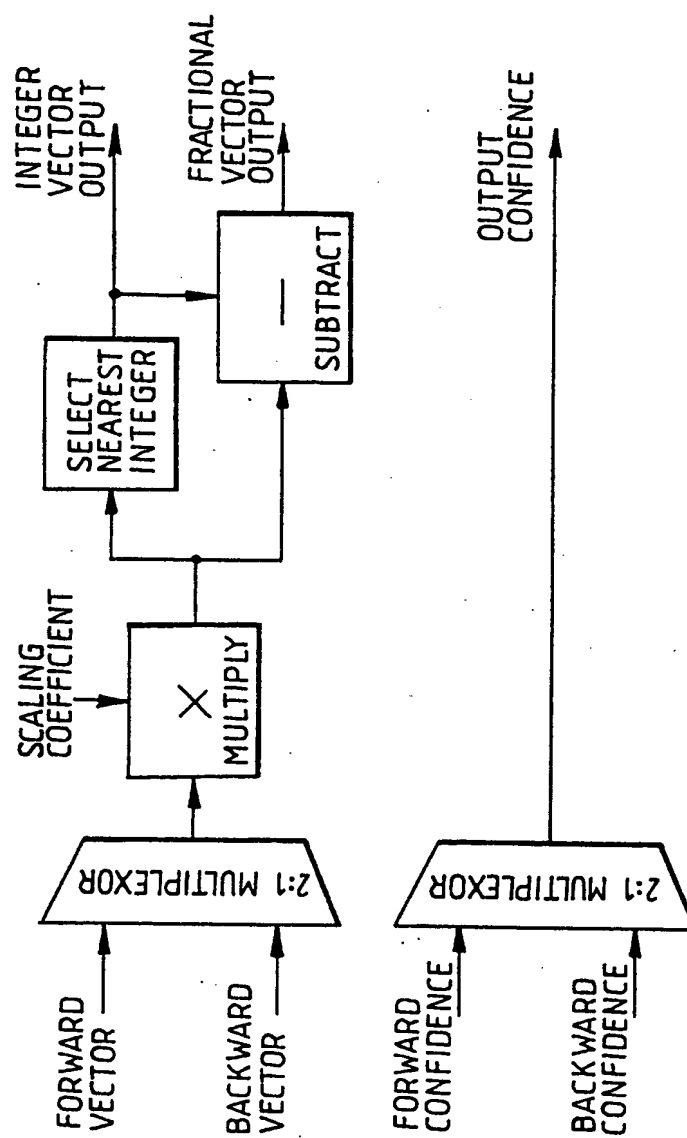 FORWARD
VECTOR
BACKWARD
VECTOR
2:1 MULTIPLEXOR
SCALING
COEFFICIENT
×
MULTIPLY
SELECT
NEAREST
INTEGER
—
SUBTRACT
INTEGER
VECTOR
OUTPUT
FRACTIONAL
VECTOR
OUTPUT
FORWARD
CONFIDENCE
BACKWARD
CONFIDENCE
2:1 MULTIPLEXOR
OUTPUT
CONFIDENCE